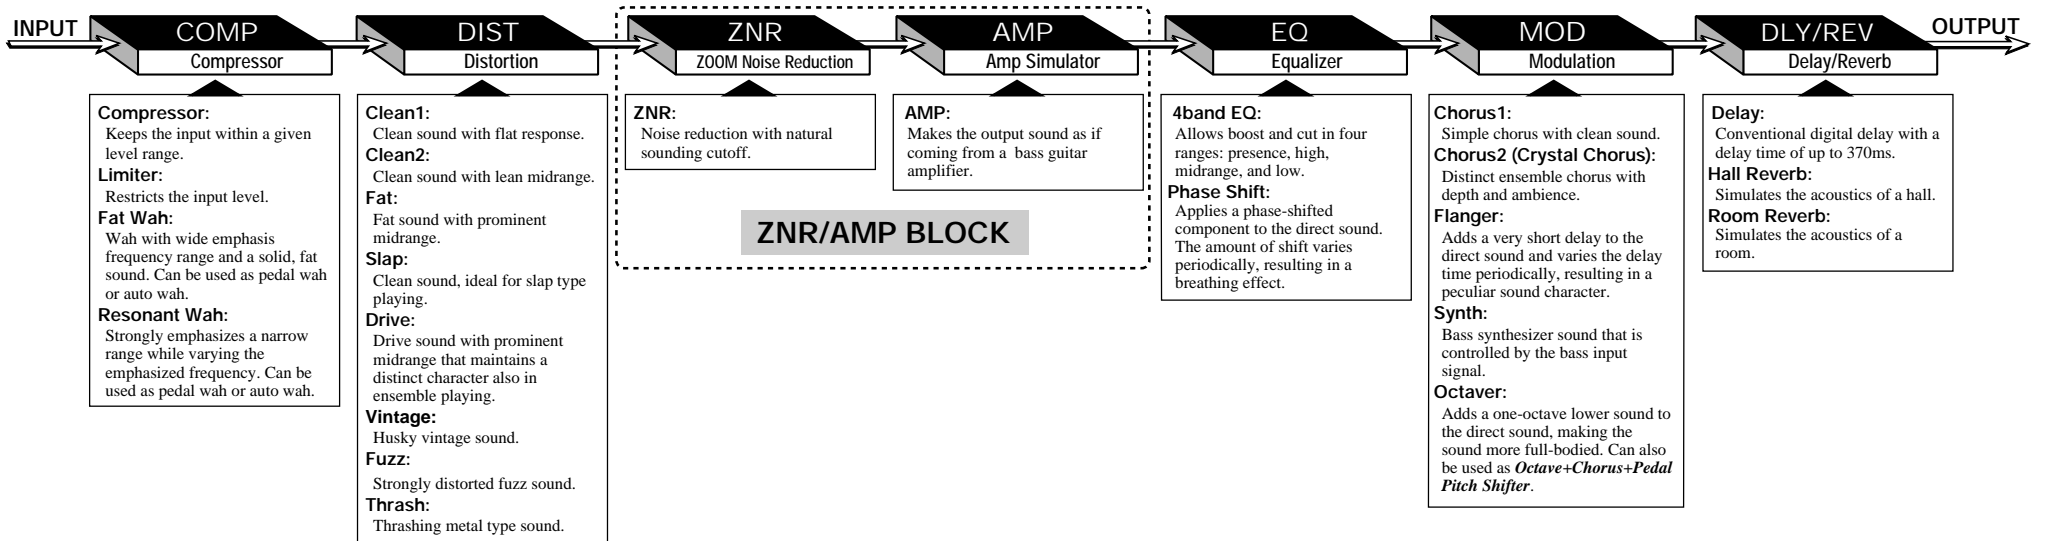 INPUT
COMP
Compressor
DIST
Distortion
ZNR
ZOOM Noise Reduction
AMP
Amp Simulator
EQ
Equalizer
MOD
Modulation
DLY/REV
Delay/Reverb
OUTPUT
Compressor:
Keeps the input within a given
level range.
Limiter:
Restricts the input level.
Fat Wah:
Wah with wide emphasis
frequency range and a solid, fat
sound. Can be used as pedal wah
or auto wah.
Resonant Wah:
Strongly emphasizes a narrow
range while varying the
emphasized frequency. Can be
used as pedal wah or auto wah.
Clean1:
Clean sound with flat response.
Clean2:
Clean sound with lean midrange.
Fat:
Fat sound with prominent
midrange.
Slap:
Clean sound, ideal for slap type
playing.
Drive:
Drive sound with prominent
midrange that maintains a
distinct character also in
ensemble playing.
Vintage:
Husky vintage sound.
Fuzz:
Strongly distorted fuzz sound.
Thrash:
Thrashing metal type sound.
ZNR:
Noise reduction with natural
sounding cutoff.
AMP:
Makes the output sound as if
coming from a bass guitar
amplifier.
ZNR/AMP BLOCK
4band EQ:
Allows boost and cut in four
ranges: presence, high,
midrange, and low.
Phase Shift:
Applies a phase-shifted
component to the direct sound.
The amount of shift varies
periodically, resulting in a
breathing effect.
Chorus1:
Simple chorus with clean sound.
Chorus2 (Crystal Chorus):
Distinct ensemble chorus with
depth and ambience.
Flanger:
Adds a very short delay to the
direct sound and varies the delay
time periodically, resulting in a
peculiar sound character.
Synth:
Bass synthesizer sound that is
controlled by the bass input
signal.
Octaver:
Adds a one-octave lower sound to
the direct sound, making the
sound more full-bodied. Can also
be used as Octave+Chorus+Pedal
Pitch Shifter.
Delay:
Conventional digital delay with a
delay time of up to 370ms.
Hall Reverb:
Simulates the acoustics of a hall.
Room Reverb:
Simulates the acoustics of a
room.